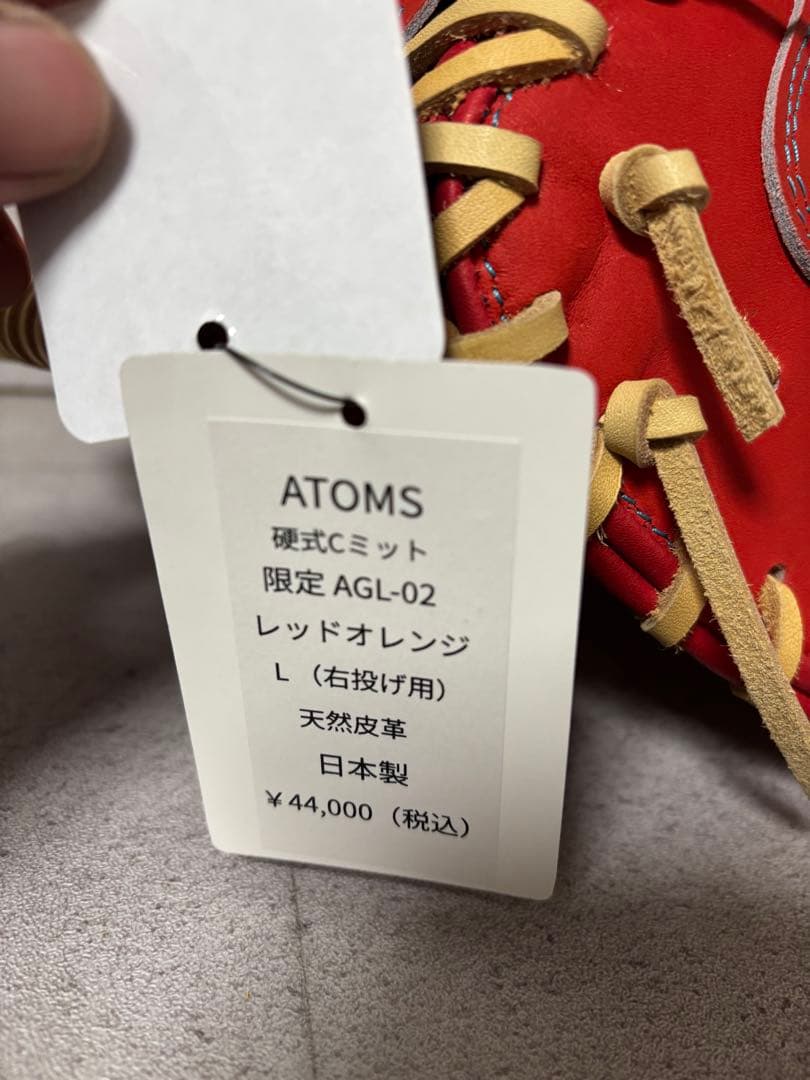 ATOMS
硬式Cミット
限定 AGL-02
レッドオレンジ
L（右投げ用）
天然皮革
日本製
￥44,000（税込）